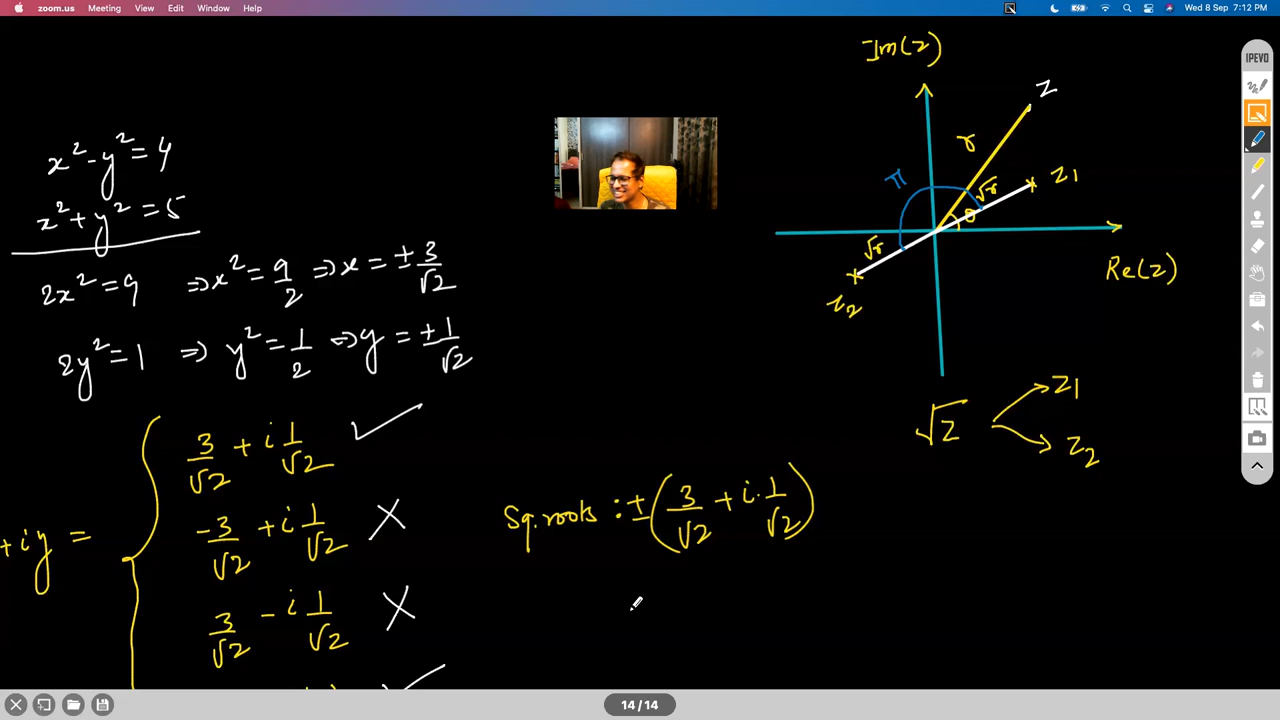 zoom.us Meeting View Edit Window Help Wed 8 Sep 7:12 PM
IPEVO
x² - y² = 4
x² + y² = 5
2x² = 9 ⇒ x² = 9/2 ⇒ x = ± 3/√2
2y² = 1 ⇒ y² = 1/2 ⇒ y = ± 1/√2
+iy =
3/√2 + i 1/√2 ✓
-3/√2 + i 1/√2 X
3/√2 - i 1/√2 X
Sq. roots : ± (3/√2 + i · 1/√2)
Im(z)
z
r
π
√r
z1
θ
√r
z2
Re(z)
√z
z1
z2
14 / 14